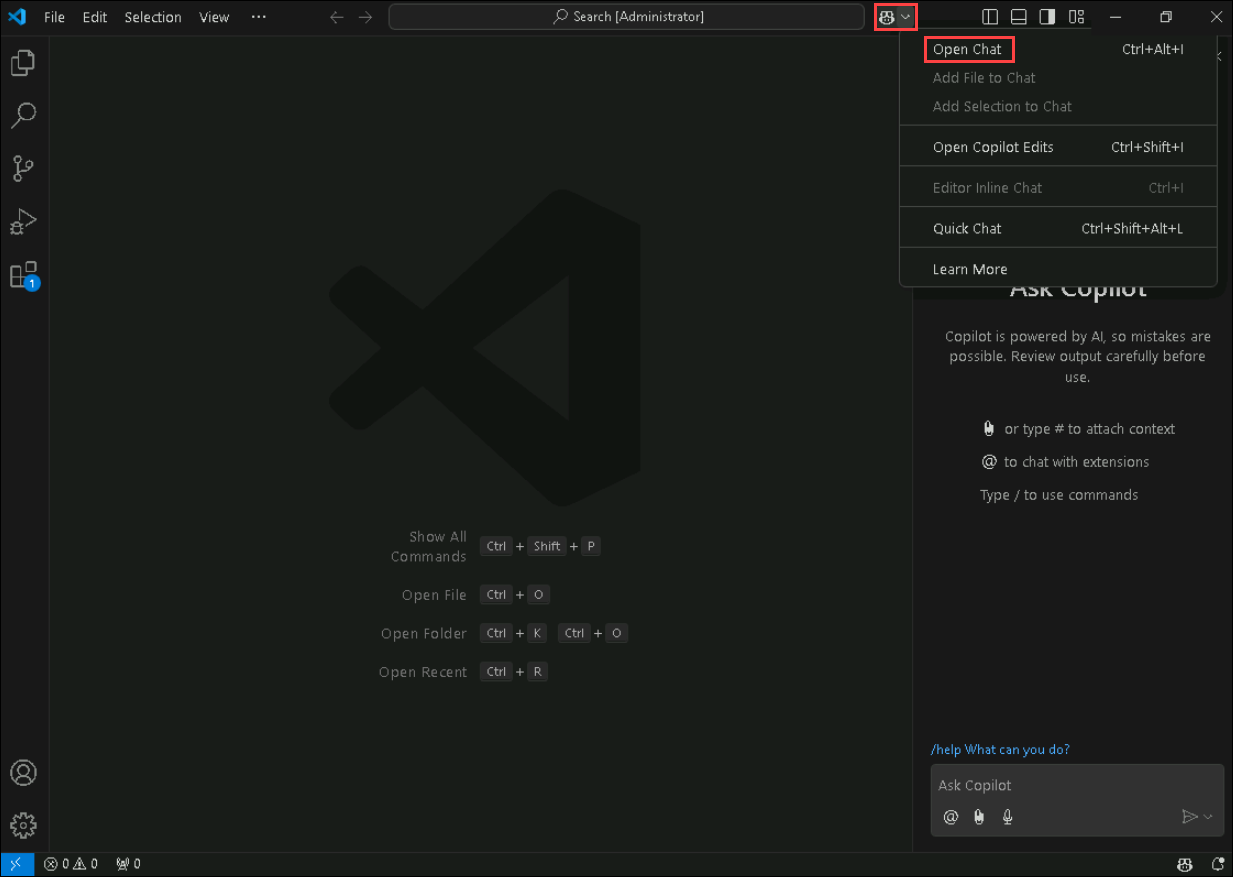 File Edit Selection View ···
Search [Administrator]
Open Chat Ctrl+Alt+I
Add File to Chat
Add Selection to Chat
Open Copilot Edits Ctrl+Shift+I
Editor Inline Chat Ctrl+I
Quick Chat Ctrl+Shift+Alt+L
Learn More
Ask Copilot
Copilot is powered by AI, so mistakes are
possible. Review output carefully before
use.
or type # to attach context
@ to chat with extensions
Type / to use commands
1
Show All
Commands
Ctrl + Shift + P
Open File Ctrl + O
Open Folder Ctrl + K Ctrl + O
Open Recent Ctrl + R
/help What can you do?
Ask Copilot
@
0 0 0